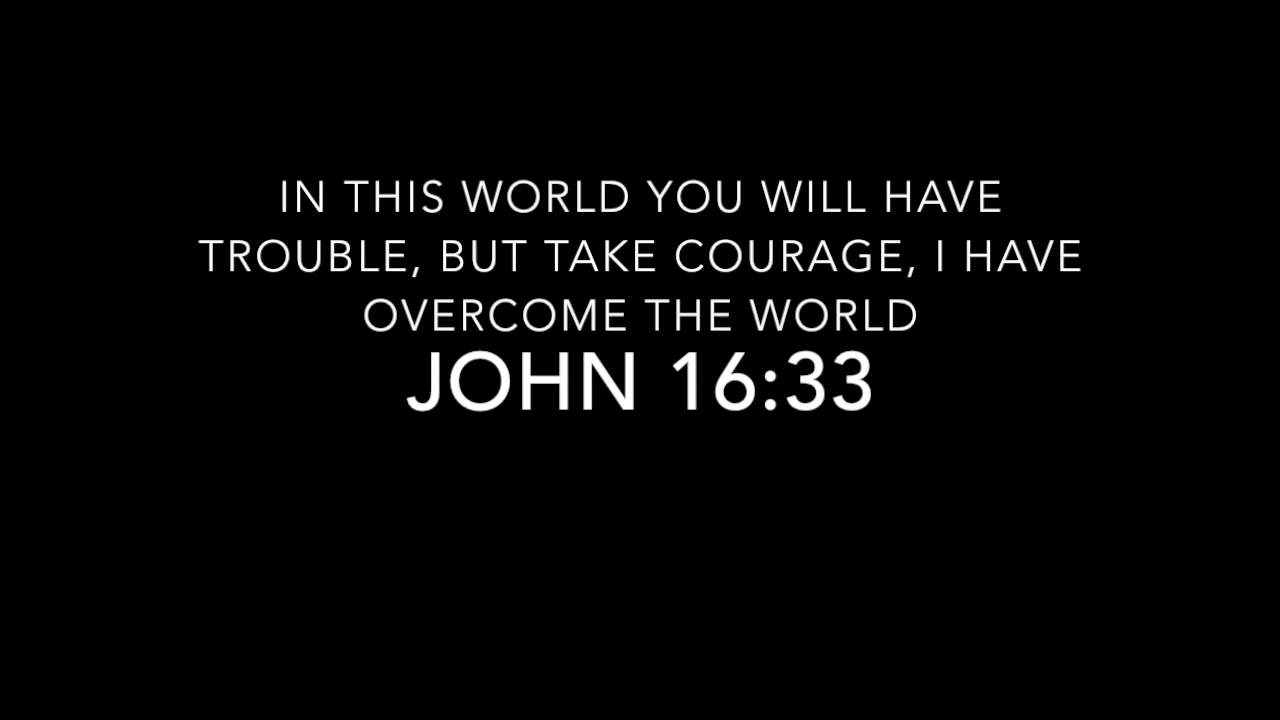 IN THIS WORLD YOU WILL HAVE
TROUBLE, BUT TAKE COURAGE, I HAVE
OVERCOME THE WORLD
JOHN 16:33